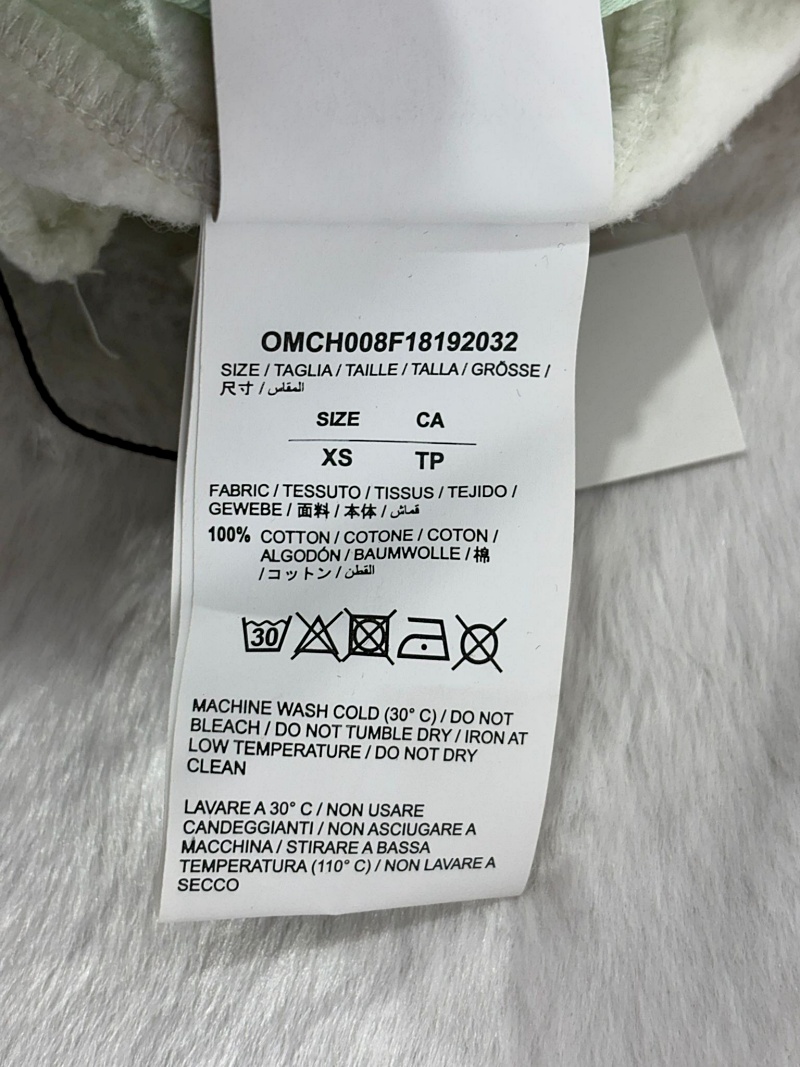 OMCH008F18192032
SIZE / TAGLIA / TAILLE / TALLA / GRÖSSE /
尺寸 / المقاس
SIZE CA
XS TP
FABRIC / TESSUTO / TISSUS / TEJIDO /
GEWEBE / 面料 / 本体 / قماش
100% COTTON / COTONE / COTON /
ALGODÓN / BAUMWOLLE / 棉
/ コットン / القطن
30
MACHINE WASH COLD (30° C) / DO NOT
BLEACH / DO NOT TUMBLE DRY / IRON AT
LOW TEMPERATURE / DO NOT DRY
CLEAN
LAVARE A 30° C / NON USARE
CANDEGGIANTI / NON ASCIUGARE A
MACCHINA / STIRARE A BASSA
TEMPERATURA (110° C) / NON LAVARE A
SECCO